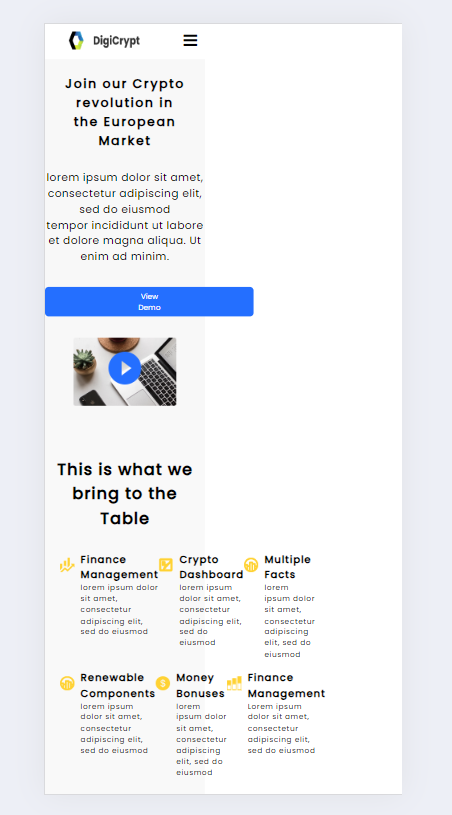 DigiCrypt
Join our Crypto
revolution in
the European
Market
lorem ipsum dolor sit amet,
consectetur adipiscing elit,
sed do eiusmod
tempor incididunt ut labore
et dolore magna aliqua. Ut
enim ad minim.
View
Demo
This is what we
bring to the
Table
Finance
Management
lorem ipsum
dolor sit amet,
consectetur
adipiscing elit,
sed do eiusmod
Crypto
Dashboard
lorem ipsum
dolor sit amet,
consectetur
adipiscing elit,
sed do
eiusmod
Multiple
Facts
lorem
ipsum dolor
sit amet,
consectetur
adipiscing
elit, sed do
eiusmod
Renewable
Components
lorem ipsum
dolor sit amet,
consectetur
adipiscing elit,
sed do eiusmod
Money
Bonuses
lorem
ipsum dolor
sit amet,
consectetur
adipiscing
elit, sed do
eiusmod
Finance
Management
lorem ipsum
dolor sit amet,
consectetur
adipiscing elit,
sed do eiusmod